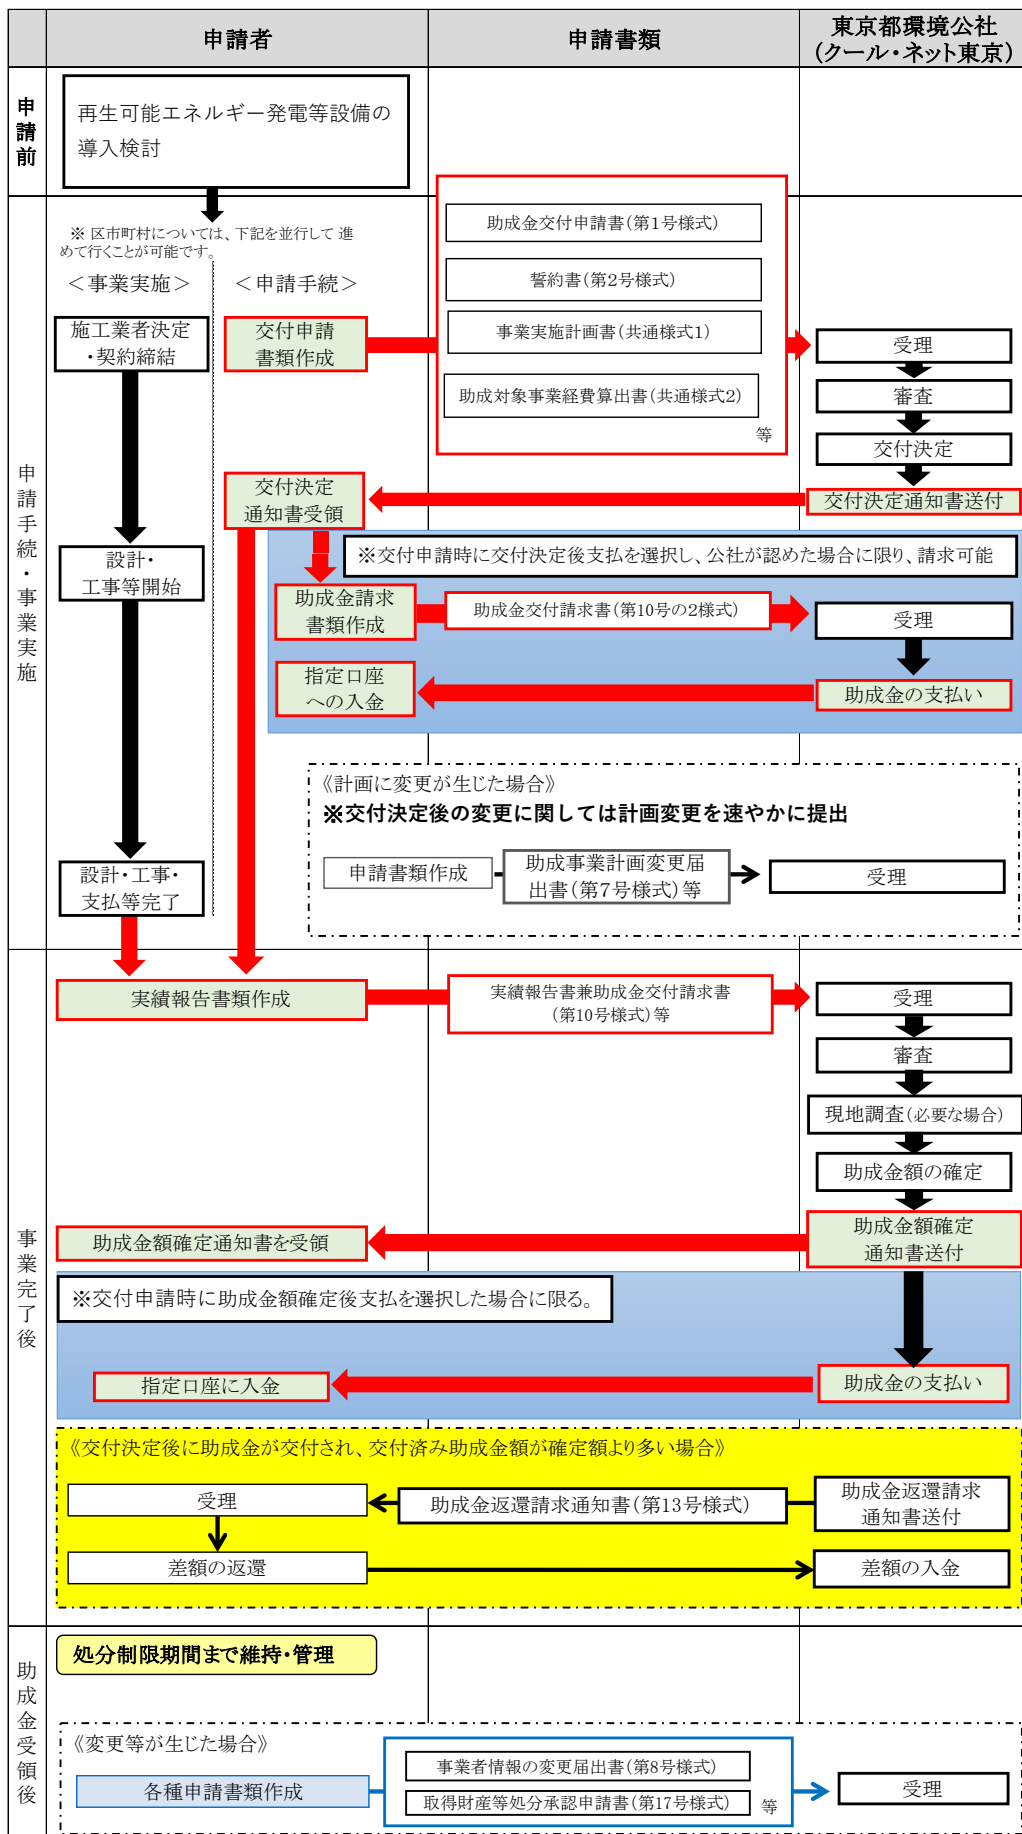 申請者
申請書類
東京都環境公社
(クール・ネット東京)
申請前
再生可能エネルギー発電等設備の
導入検討
申請手続・事業実施
※ 区市町村については、下記を並行して 進
めて行くことが可能です。
＜事業実施＞
＜申請手続＞
施工業者決定
・契約締結
交付申請
書類作成
助成金交付申請書(第1号様式)
誓約書(第2号様式)
事業実施計画書(共通様式1)
助成対象事業経費算出書(共通様式2)
等
受理
審査
交付決定
交付決定通知書送付
交付決定
通知書受領
※交付申請時に交付決定後支払を選択し、公社が認めた場合に限り、請求可能
設計・
工事等開始
助成金請求
書類作成
助成金交付請求書(第10号の2様式)
受理
指定口座
への入金
助成金の支払い
《計画に変更が生じた場合》
※交付決定後の変更に関しては計画変更を速やかに提出
申請書類作成
助成事業計画変更届
出書(第7号様式)等
受理
設計・工事・
支払等完了
事業完了後
実績報告書類作成
実績報告書兼助成金交付請求書
(第10号様式)等
受理
審査
現地調査(必要な場合)
助成金額の確定
助成金額確定
通知書送付
助成金額確定通知書を受領
※交付申請時に助成金額確定後支払を選択した場合に限る。
指定口座に入金
助成金の支払い
《交付決定後に助成金が交付され、交付済み助成金額が確定額より多い場合》
受理
助成金返還請求通知書(第13号様式)
助成金返還請求
通知書送付
差額の返還
差額の入金
助成金受領後
処分制限期間まで維持・管理
《変更等が生じた場合》
各種申請書類作成
事業者情報の変更届出書(第8号様式)
取得財産等処分承認申請書(第17号様式)
等
受理